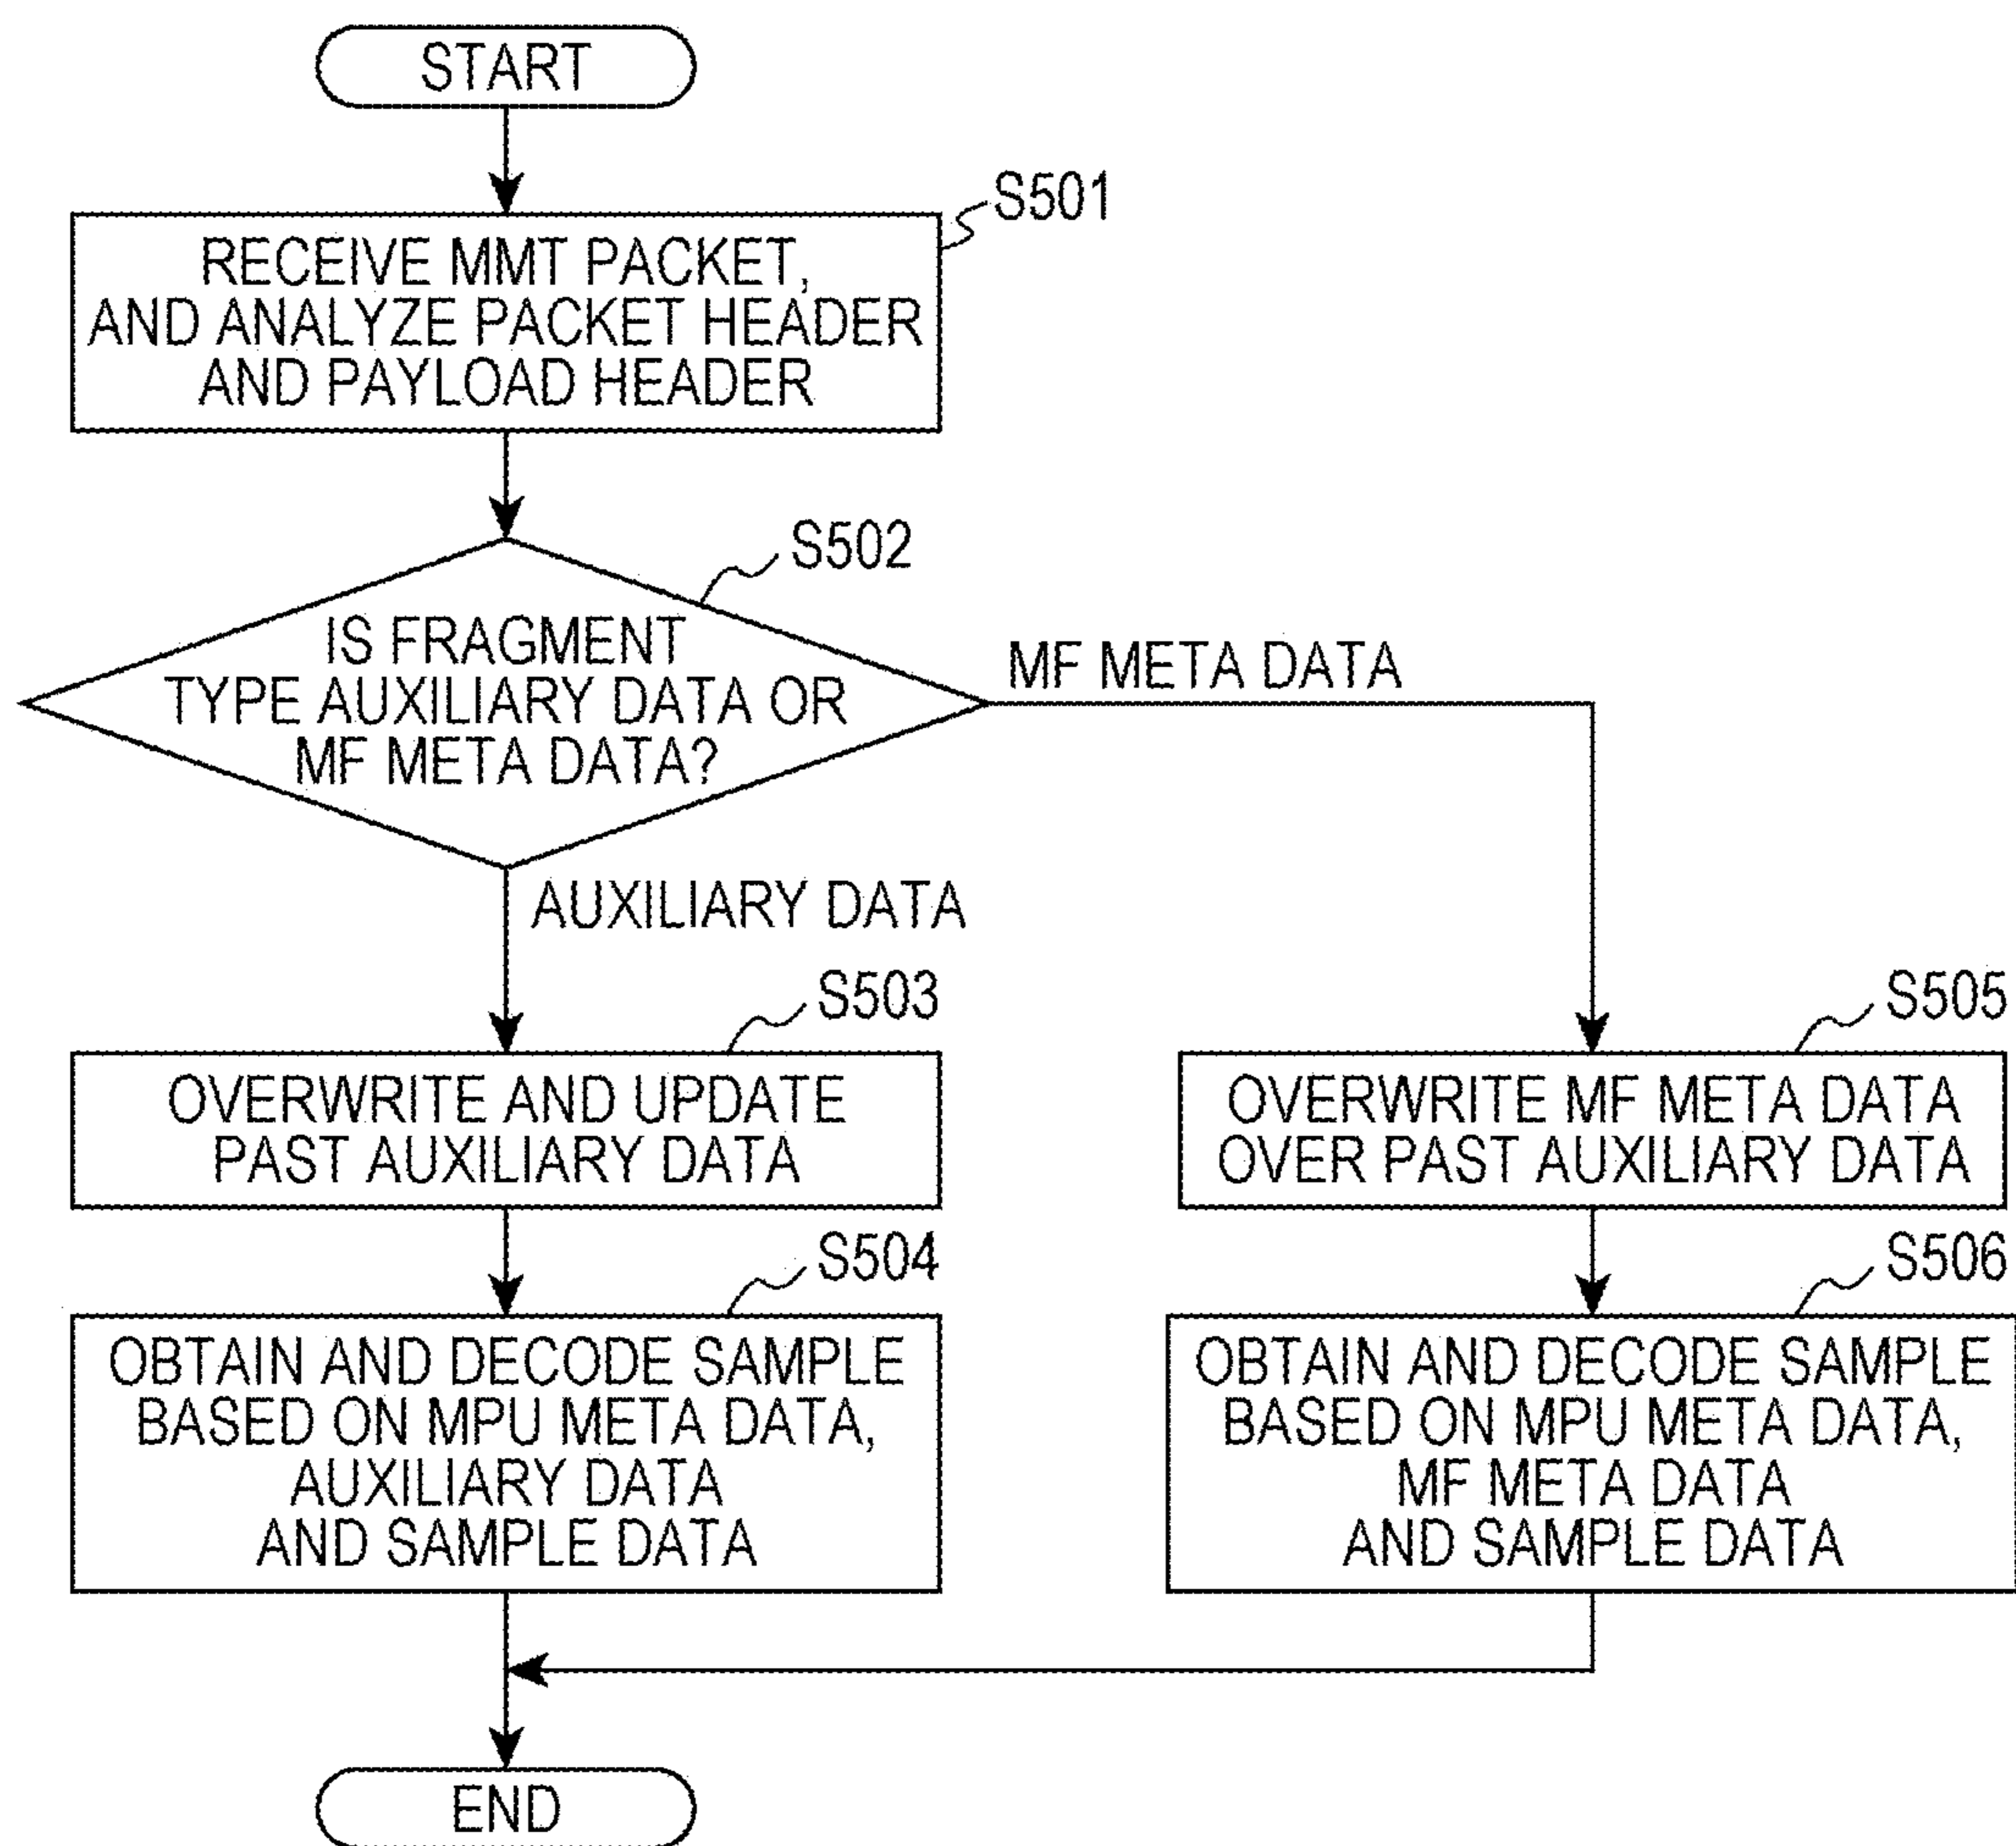 START
S501
RECEIVE MMT PACKET,
AND ANALYZE PACKET HEADER
AND PAYLOAD HEADER
S502
IS FRAGMENT
TYPE AUXILIARY DATA OR
MF META DATA?
MF META DATA
AUXILIARY DATA
S503
OVERWRITE AND UPDATE
PAST AUXILIARY DATA
S504
OBTAIN AND DECODE SAMPLE
BASED ON MPU META DATA,
AUXILIARY DATA
AND SAMPLE DATA
S505
OVERWRITE MF META DATA
OVER PAST AUXILIARY DATA
S506
OBTAIN AND DECODE SAMPLE
BASED ON MPU META DATA,
MF META DATA
AND SAMPLE DATA
END